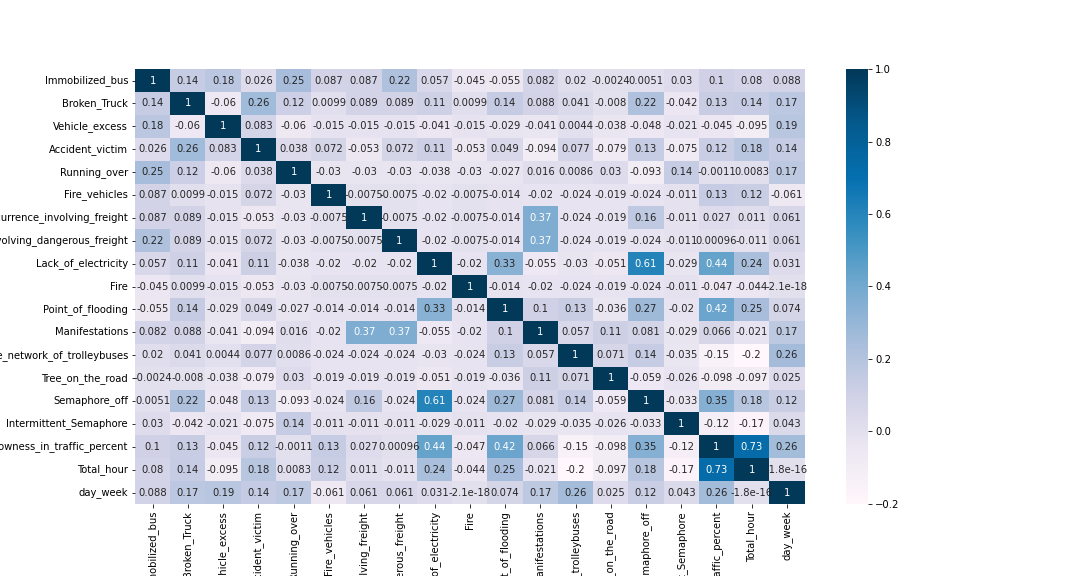 Immobilized_bus 1 0.14 0.18 0.026 0.25 0.087 0.087 0.22 0.057 -0.045 -0.055 0.082 0.02 -0.0024 0.0051 0.03 0.1 0.08 0.088
Broken_Truck 0.14 1 -0.06 0.26 0.12 0.0099 0.089 0.089 0.11 0.0099 0.14 0.088 0.041 -0.008 0.22 -0.042 0.13 0.14 0.17
Vehicle_excess 0.18 -0.06 1 0.083 -0.06 -0.015 -0.015 -0.015 -0.041 -0.015 -0.029 -0.041 0.0044 -0.038 -0.048 -0.021 -0.045 -0.095 0.19
Accident_victim 0.026 0.26 0.083 1 0.038 0.072 -0.053 0.072 0.11 -0.053 0.049 -0.094 0.077 -0.079 0.13 -0.075 0.12 0.18 0.14
Running_over 0.25 0.12 -0.06 0.038 1 -0.03 -0.03 -0.03 -0.038 -0.03 -0.027 0.016 0.0086 0.03 -0.093 0.14 -0.0011 0.0083 0.17
Fire_vehicles 0.087 0.0099 -0.015 0.072 -0.03 1 -0.0075 -0.0075 -0.02 -0.0075 -0.014 -0.02 -0.024 -0.019 -0.024 -0.011 0.13 0.12 -0.061
urrence_involving_freight 0.087 0.089 -0.015 -0.053 -0.03 -0.0075 1 -0.0075 -0.02 -0.0075 -0.014 0.37 -0.024 -0.019 0.16 -0.011 0.027 0.011 0.061
volving_dangerous_freight 0.22 0.089 -0.015 0.072 -0.03 -0.0075 -0.0075 1 -0.02 -0.0075 -0.014 0.37 -0.024 -0.019 -0.024 -0.011 0.00096 -0.011 0.061
Lack_of_electricity 0.057 0.11 -0.041 0.11 -0.038 -0.02 -0.02 -0.02 1 -0.02 0.33 -0.055 -0.03 -0.051 0.61 -0.029 0.44 0.24 0.031
Fire -0.045 0.0099 -0.015 -0.053 -0.03 -0.0075 -0.0075 -0.0075 -0.02 1 -0.014 -0.02 -0.024 -0.019 -0.024 -0.011 -0.047 -0.044 -2.1e-18
Point_of_flooding -0.055 0.14 -0.029 0.049 -0.027 -0.014 -0.014 -0.014 0.33 -0.014 1 0.1 0.13 -0.036 0.27 -0.02 0.42 0.25 0.074
Manifestations 0.082 0.088 -0.041 -0.094 0.016 -0.02 0.37 0.37 -0.055 -0.02 0.1 1 0.057 0.11 0.081 -0.029 0.066 -0.021 0.17
e_network_of_trolleybuses 0.02 0.041 0.0044 0.077 0.0086 -0.024 -0.024 -0.024 -0.03 -0.024 0.13 0.057 1 0.071 0.14 -0.035 -0.15 -0.2 0.26
Tree_on_the_road -0.0024 -0.008 -0.038 -0.079 0.03 -0.019 -0.019 -0.019 -0.051 -0.019 -0.036 0.11 0.071 1 -0.059 -0.026 -0.098 -0.097 0.025
Semaphore_off 0.0051 0.22 -0.048 0.13 -0.093 -0.024 0.16 -0.024 0.61 -0.024 0.27 0.081 0.14 -0.059 1 -0.033 0.35 0.18 0.12
Intermittent_Semaphore 0.03 -0.042 -0.021 -0.075 0.14 -0.011 -0.011 -0.011 -0.029 -0.011 -0.02 -0.029 -0.035 -0.026 -0.033 1 -0.12 -0.17 0.043
owness_in_traffic_percent 0.1 0.13 -0.045 0.12 -0.0011 0.13 0.027 0.00096 0.44 -0.047 0.42 0.066 -0.15 -0.098 0.35 -0.12 1 0.73 0.26
Total_hour 0.08 0.14 -0.095 0.18 0.0083 0.12 0.011 -0.011 0.24 -0.044 0.25 -0.021 -0.2 -0.097 0.18 -0.17 0.73 1 1.8e-16
day_week 0.088 0.17 0.19 0.14 0.17 -0.061 0.061 0.061 0.031 -2.1e-18 0.074 0.17 0.26 0.025 0.12 0.043 0.26 -1.8e-16 1
mobilized_bus Broken_Truck ehicle_excess cident_victim unning_over Fire_vehicles lving_freight erous_freight of_electricity Fire t_of_flooding anifestations trolleybuses _on_the_road maphore_off _Semaphore affic_percent Total_hour day_week
1.0
0.8
0.6
0.4
0.2
0.0
−0.2